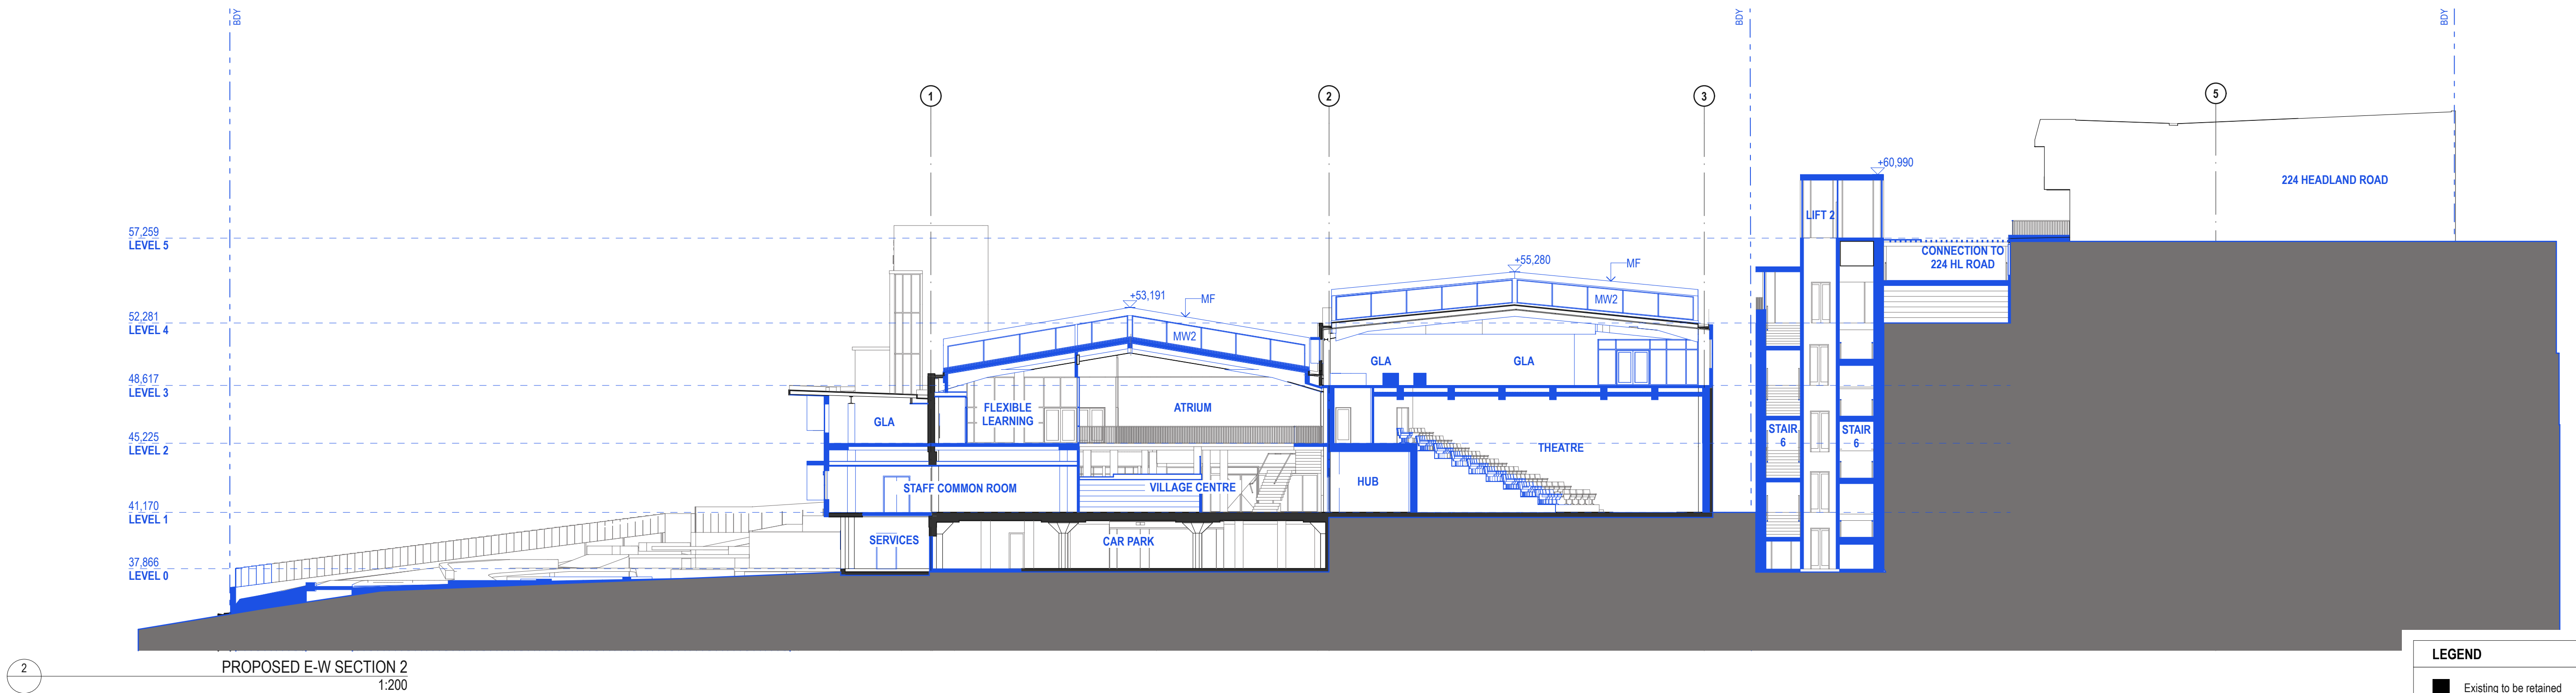 BDY
BDY
BDY
1
2
3
5
+60,990
224 HEADLAND ROAD
LIFT 2
57,259
LEVEL 5
CONNECTION TO
224 HL ROAD
+55,280
MF
+53,191
MF
MW2
52,281
LEVEL 4
MW2
GLA
GLA
48,617
LEVEL 3
FLEXIBLE
LEARNING
ATRIUM
GLA
45,225
LEVEL 2
STAIR
6
STAIR
6
THEATRE
HUB
STAFF COMMON ROOM
VILLAGE CENTRE
41,170
LEVEL 1
SERVICES
CAR PARK
37,866
LEVEL 0
2
PROPOSED E-W SECTION 2
1:200
LEGEND
Existing to be retained